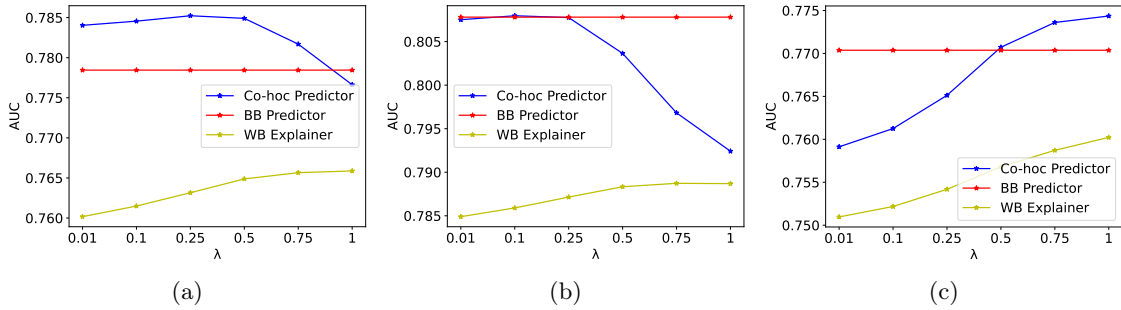 AUC
0.785
0.780
0.775
0.770
0.765
0.760
Co-hoc Predictor
BB Predictor
WB Explainer
0.01 0.1 0.25 0.5 0.75 1
λ
(a)
AUC
0.805
0.800
0.795
0.790
0.785
Co-hoc Predictor
BB Predictor
WB Explainer
0.01 0.1 0.25 0.5 0.75 1
λ
(b)
AUC
0.775
0.770
0.765
0.760
0.755
0.750
Co-hoc Predictor
BB Predictor
WB Explainer
0.01 0.1 0.25 0.5 0.75 1
λ
(c)